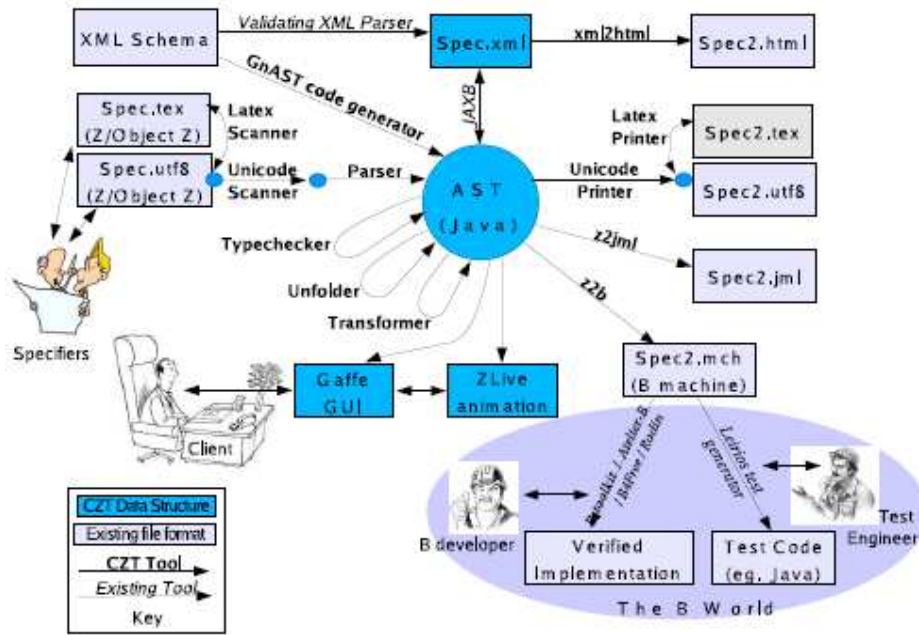 XML Schema
Validating XML Parser
Spec.xml
xml2html
Spec2.html
GnAST code generator
JAXB
Spec.tex
(Z/Object Z)
Latex
Scanner
Latex
Printer
Spec2.tex
Spec.utf8
(Z/Object Z)
Unicode
Scanner
Parser
AST
(Java)
Unicode
Printer
Spec2.utf8
Typechecker
z2jml
Spec2.jml
Unfolder
z2b
Transformer
Specifiers
Gaffe
GUI
ZLive
animation
Spec2.mch
(B machine)
Client
/ Atelier-B
/ B4Free / Rodin
Leirios test
generator
CZT Data Structure
Existing file format
CZT Tool
Existing Tool
Key
B developer
Verified
Implementation
Test Code
(eg. Java)
Test
Engineer
The B World